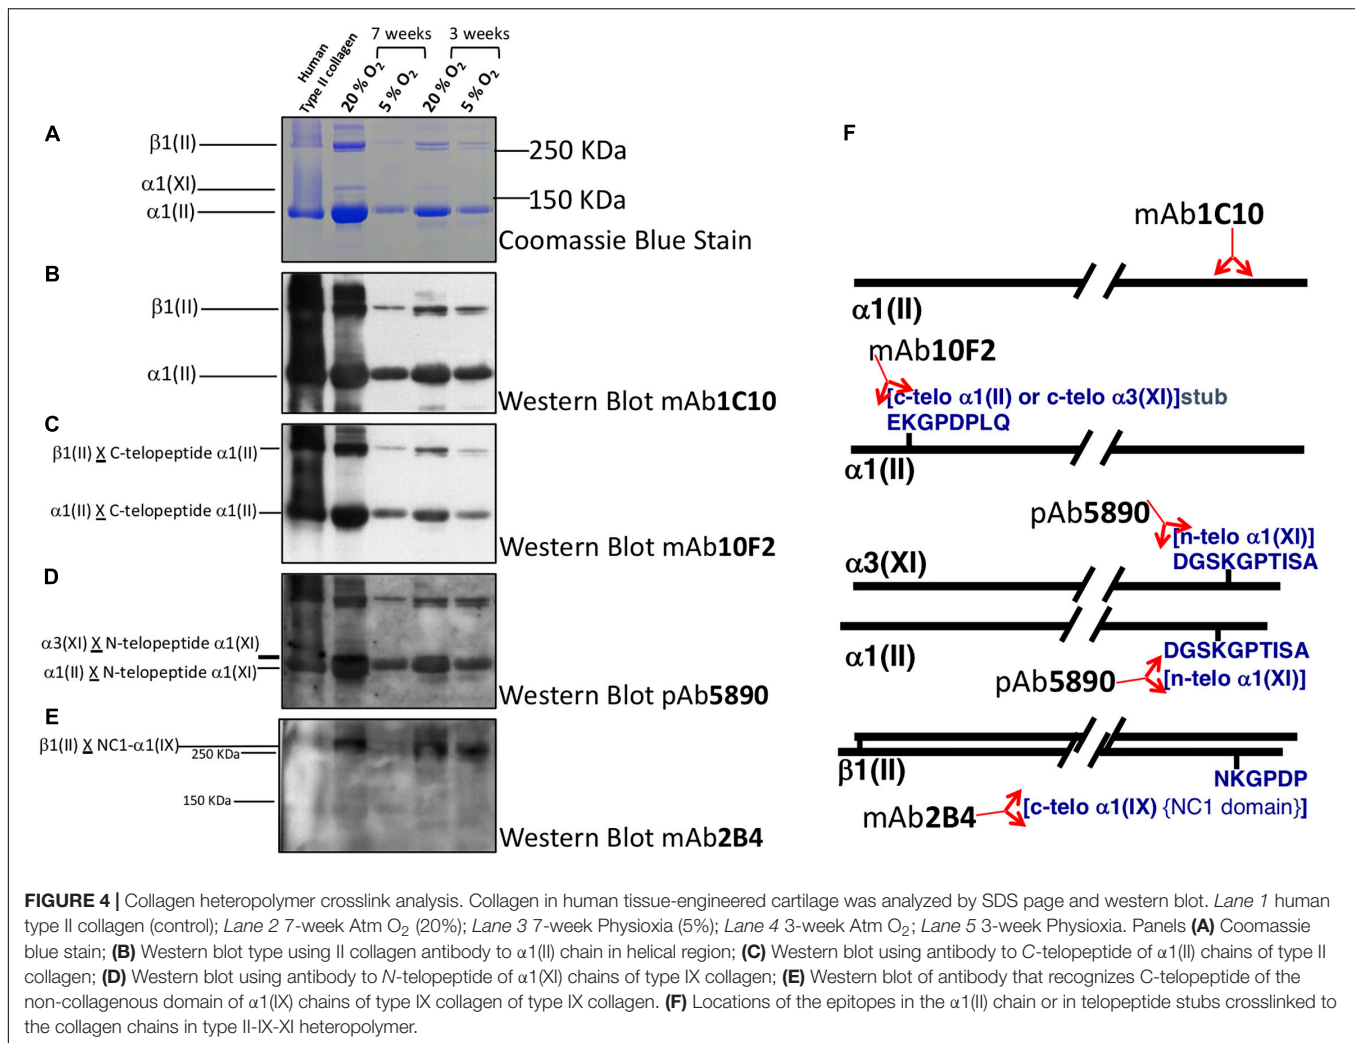 Human
Type II collagen
7 weeks
3 weeks
20 % O2
5 % O2
20 % O2
5 % O2
A
β1(II)
α1(XI)
α1(II)
250 KDa
150 KDa
Coomassie Blue Stain
B
β1(II)
α1(II)
Western Blot mAb1C10
C
β1(II) X C-telopeptide α1(II)
α1(II) X C-telopeptide α1(II)
Western Blot mAb10F2
D
α3(XI) X N-telopeptide α1(XI)
α1(II) X N-telopeptide α1(XI)
Western Blot pAb5890
E
β1(II) X NC1-α1(IX)
250 KDa
150 KDa
Western Blot mAb2B4
F
mAb1C10
α1(II)
mAb10F2
[c-telo α1(II) or c-telo α3(XI)]stub
EKGPDPLQ
α1(II)
pAb5890
[n-telo α1(XI)]
DGSKGPTISA
α3(XI)
α1(II)
DGSKGPTISA
pAb5890
[n-telo α1(XI)]
β1(II)
NKGPDP
mAb2B4
[c-telo α1(IX) {NC1 domain}]
FIGURE 4 | Collagen heteropolymer crosslink analysis. Collagen in human tissue-engineered cartilage was analyzed by SDS page and western blot. Lane 1 human
type II collagen (control); Lane 2 7-week Atm O2 (20%); Lane 3 7-week Physioxia (5%); Lane 4 3-week Atm O2; Lane 5 3-week Physioxia. Panels (A) Coomassie
blue stain; (B) Western blot type using II collagen antibody to α1(II) chain in helical region; (C) Western blot using antibody to C-telopeptide of α1(II) chains of type II
collagen; (D) Western blot using antibody to N-telopeptide of α1(XI) chains of type IX collagen; (E) Western blot of antibody that recognizes C-telopeptide of the
non-collagenous domain of α1(IX) chains of type IX collagen of type IX collagen. (F) Locations of the epitopes in the α1(II) chain or in telopeptide stubs crosslinked to
the collagen chains in type II-IX-XI heteropolymer.